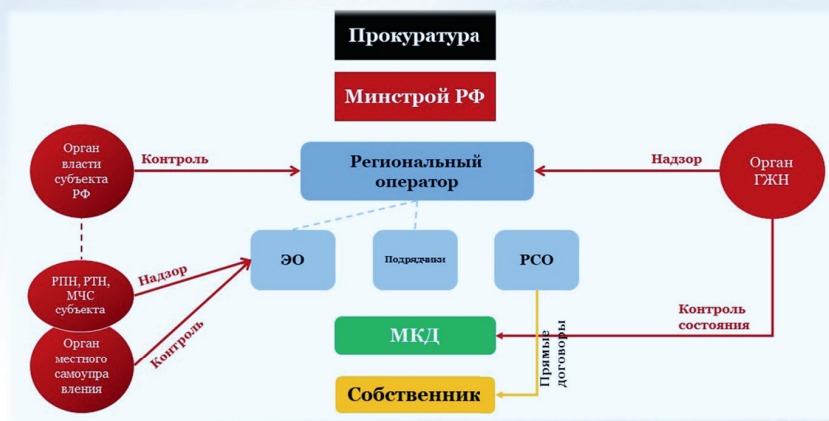 Прокуратура
Минстрой РФ
Орган
власти
субъекта
РФ
Контроль
Региональный
оператор
Надзор
Орган
ГЖН
ЭО
Подрядчики
РСО
РПН, РТН,
МЧС
субъекта
Надзор
Контроль
Орган
местного
самоупра
вления
МКД
Прямые
договоры
Контроль
состояния
Собственник